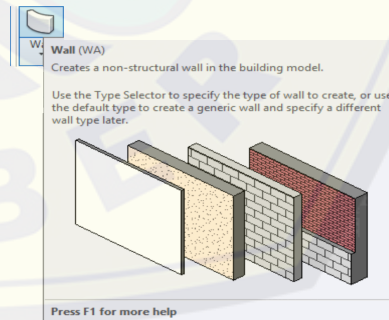 Wall (WA)
Creates a non-structural wall in the building model.
Use the Type Selector to specify the type of wall to create, or use
the default type to create a generic wall and specify a different
wall type later.
Press F1 for more help